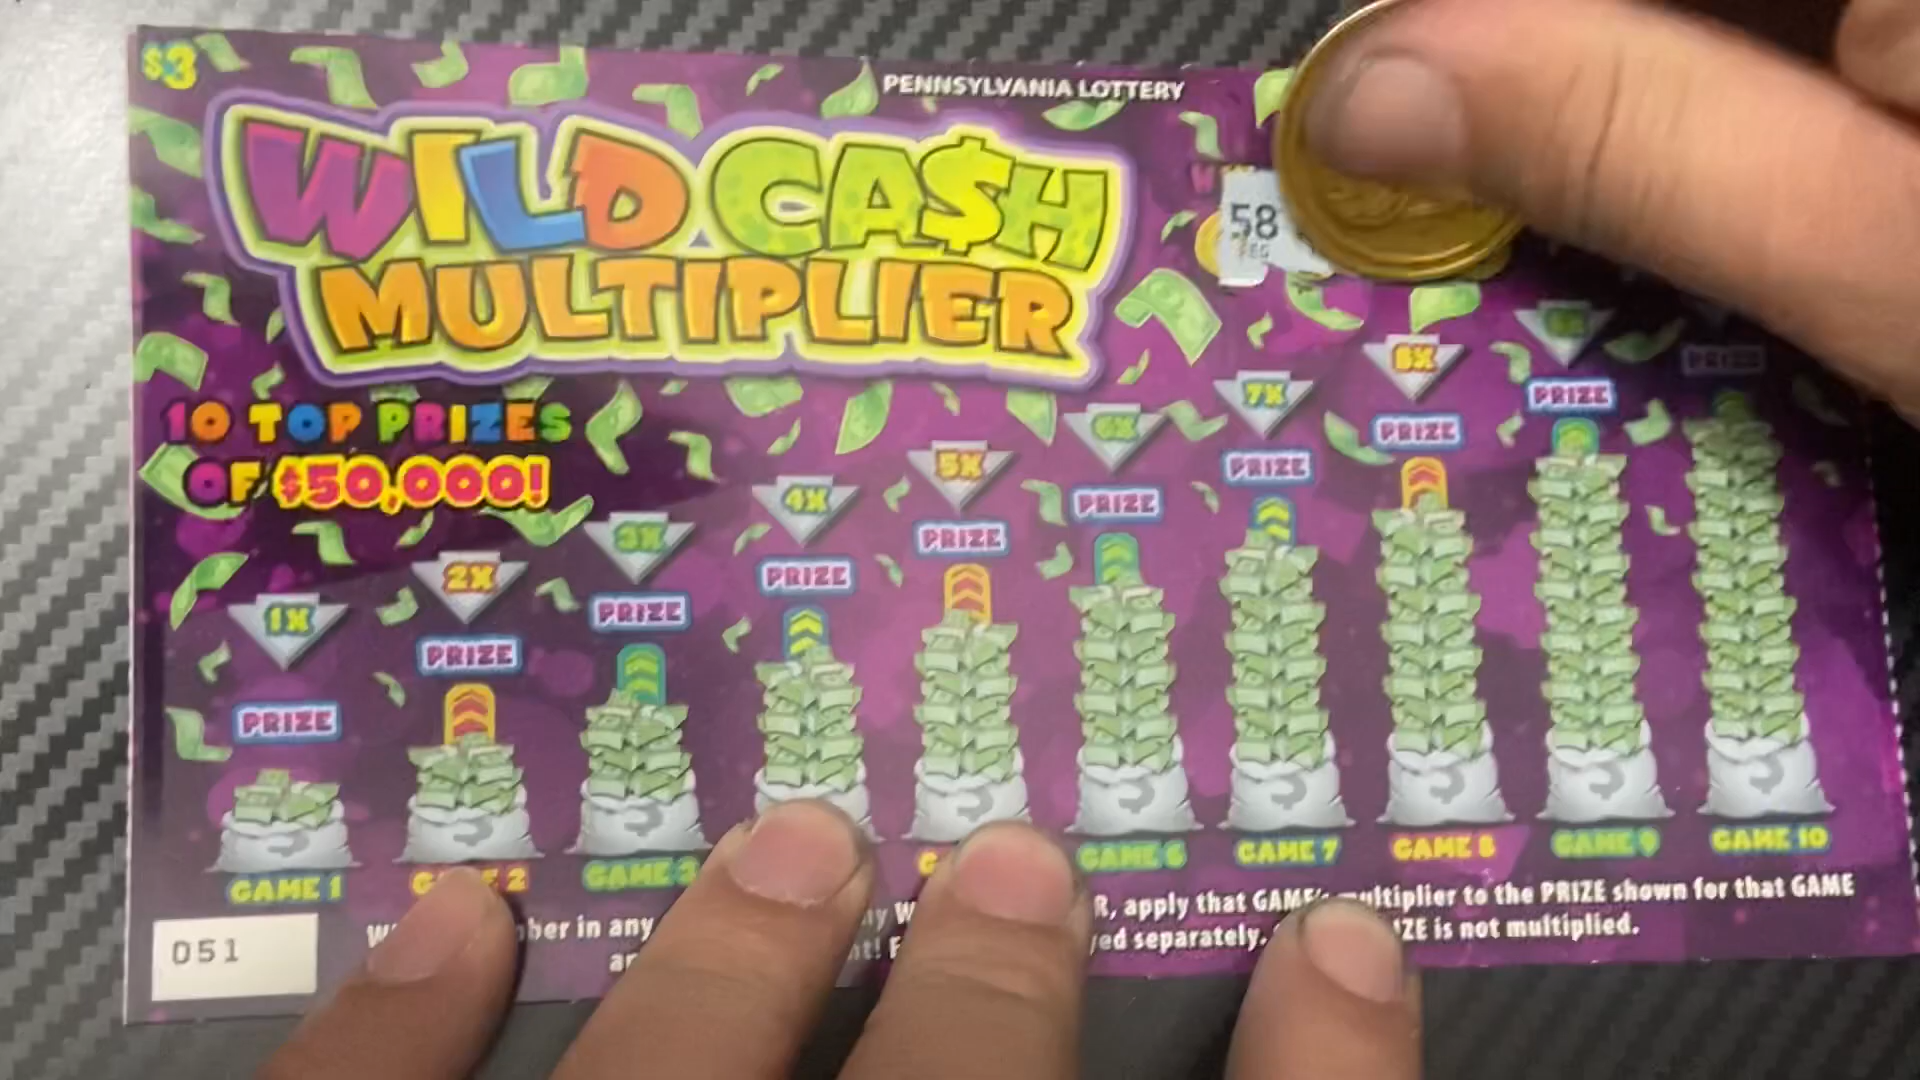 $3
PENNSYLVANIA LOTTERY
WILD CA$H
MULTIPLIER
58
10 TOP PRIZES
OF $50,000!
1X
2X
3X
4X
5X
6X
7X
8X
PRIZE
PRIZE
PRIZE
PRIZE
PRIZE
PRIZE
PRIZE
PRIZE
PRIZE
PRIZE
GAME 1
2
GAME 3
GAME 6
GAME 7
GAME 8
GAME 9
GAME 10
in any apply that GAME's multiplier to the PRIZE shown for that GAME
separately. is not multiplied.
051